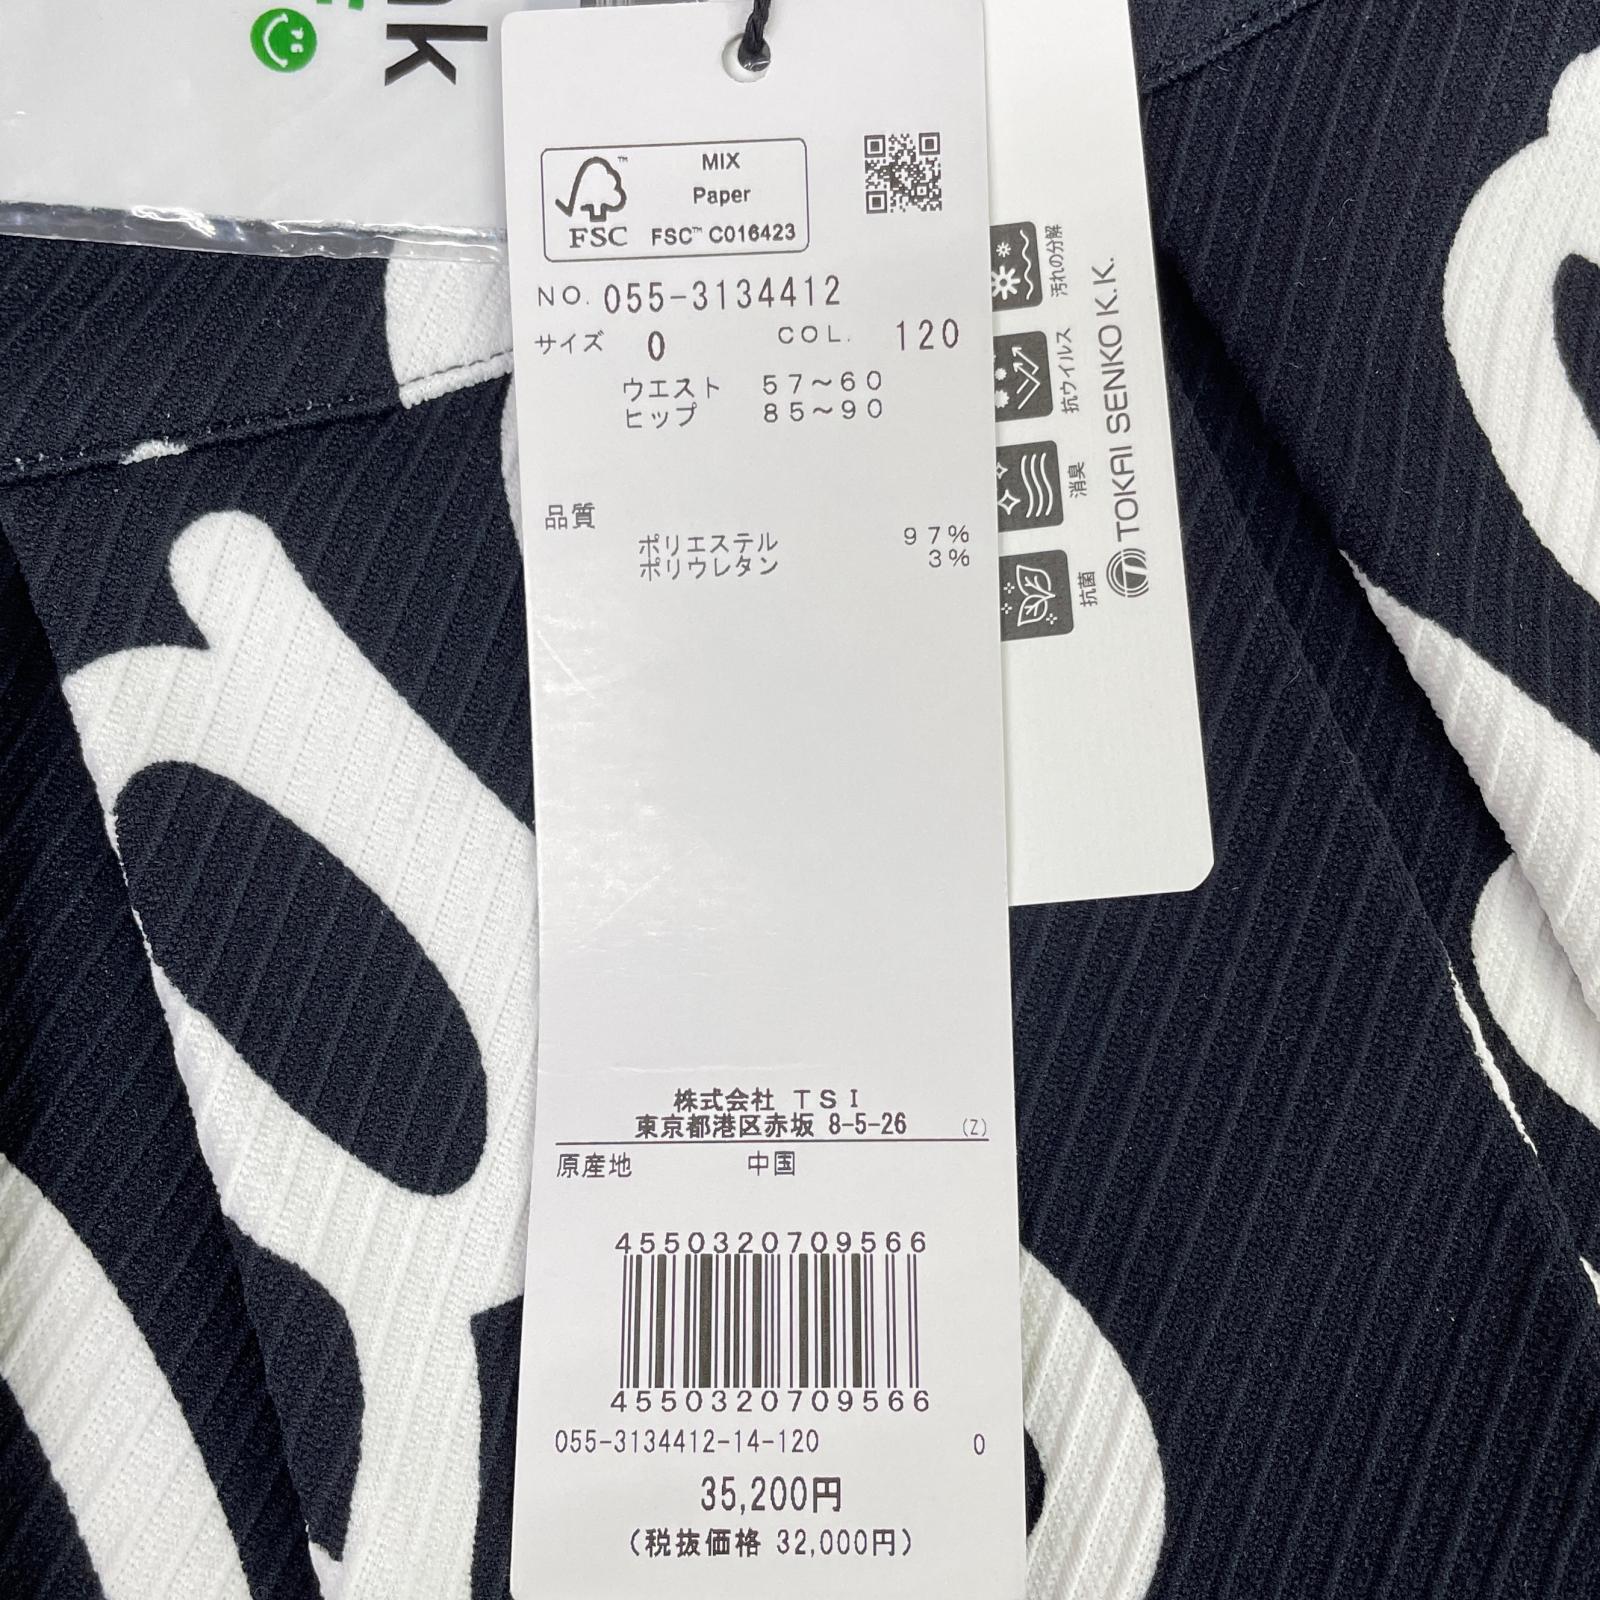 nk
MIX
Paper
FSC™ C016423
FSC
NO. 055-3134412
サイズ 0 COL. 120
ウエスト 57~60
ヒップ 85~90
品質
ポリエステル 97%
ポリウレタン 3%
株式会社 TSI
東京都港区赤坂 8-5-26 (Z)
原産地 中国
4550320709566
4550320709566
055-3134412-14-120 0
35,200円
(税抜価格 32,000円)
汚れの分解
抗ウイルス
消臭
抗菌
TOKAI SENKO K.K.